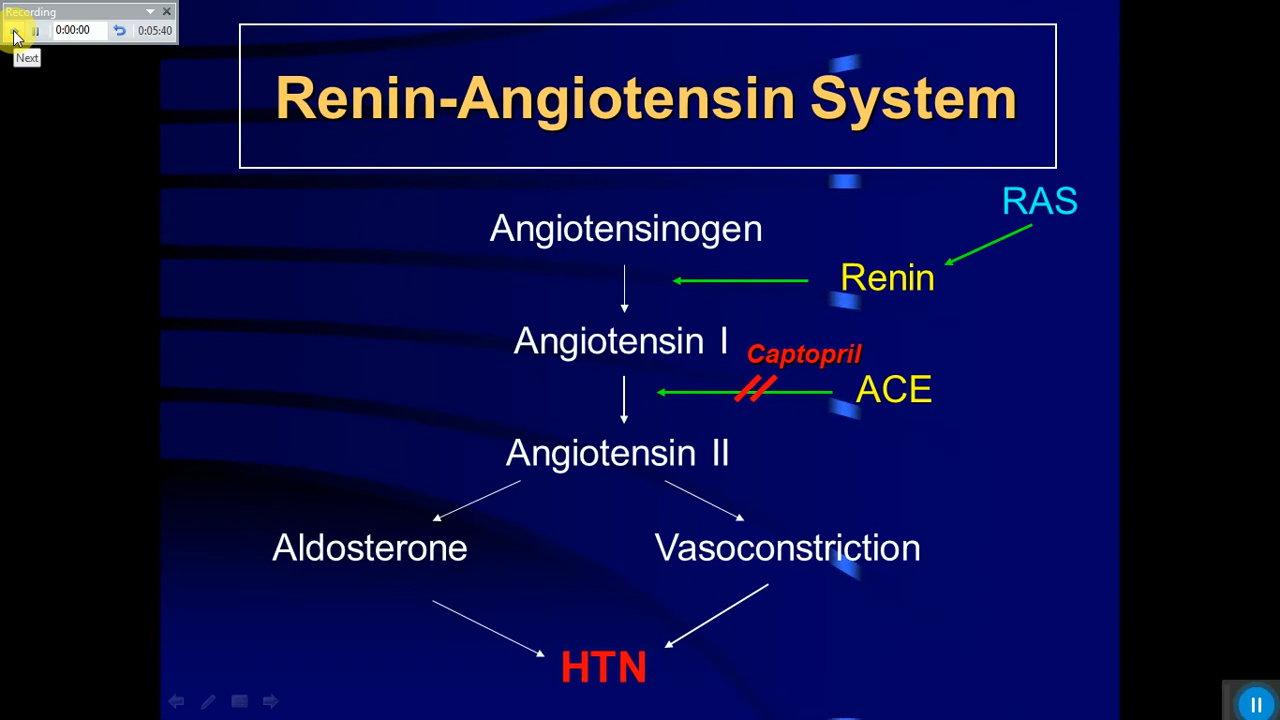 Recording
0:00:00
0:05:40
Next
Renin-Angiotensin System
RAS
Angiotensinogen
Renin
Angiotensin I
Captopril
ACE
Angiotensin II
Aldosterone
Vasoconstriction
HTN